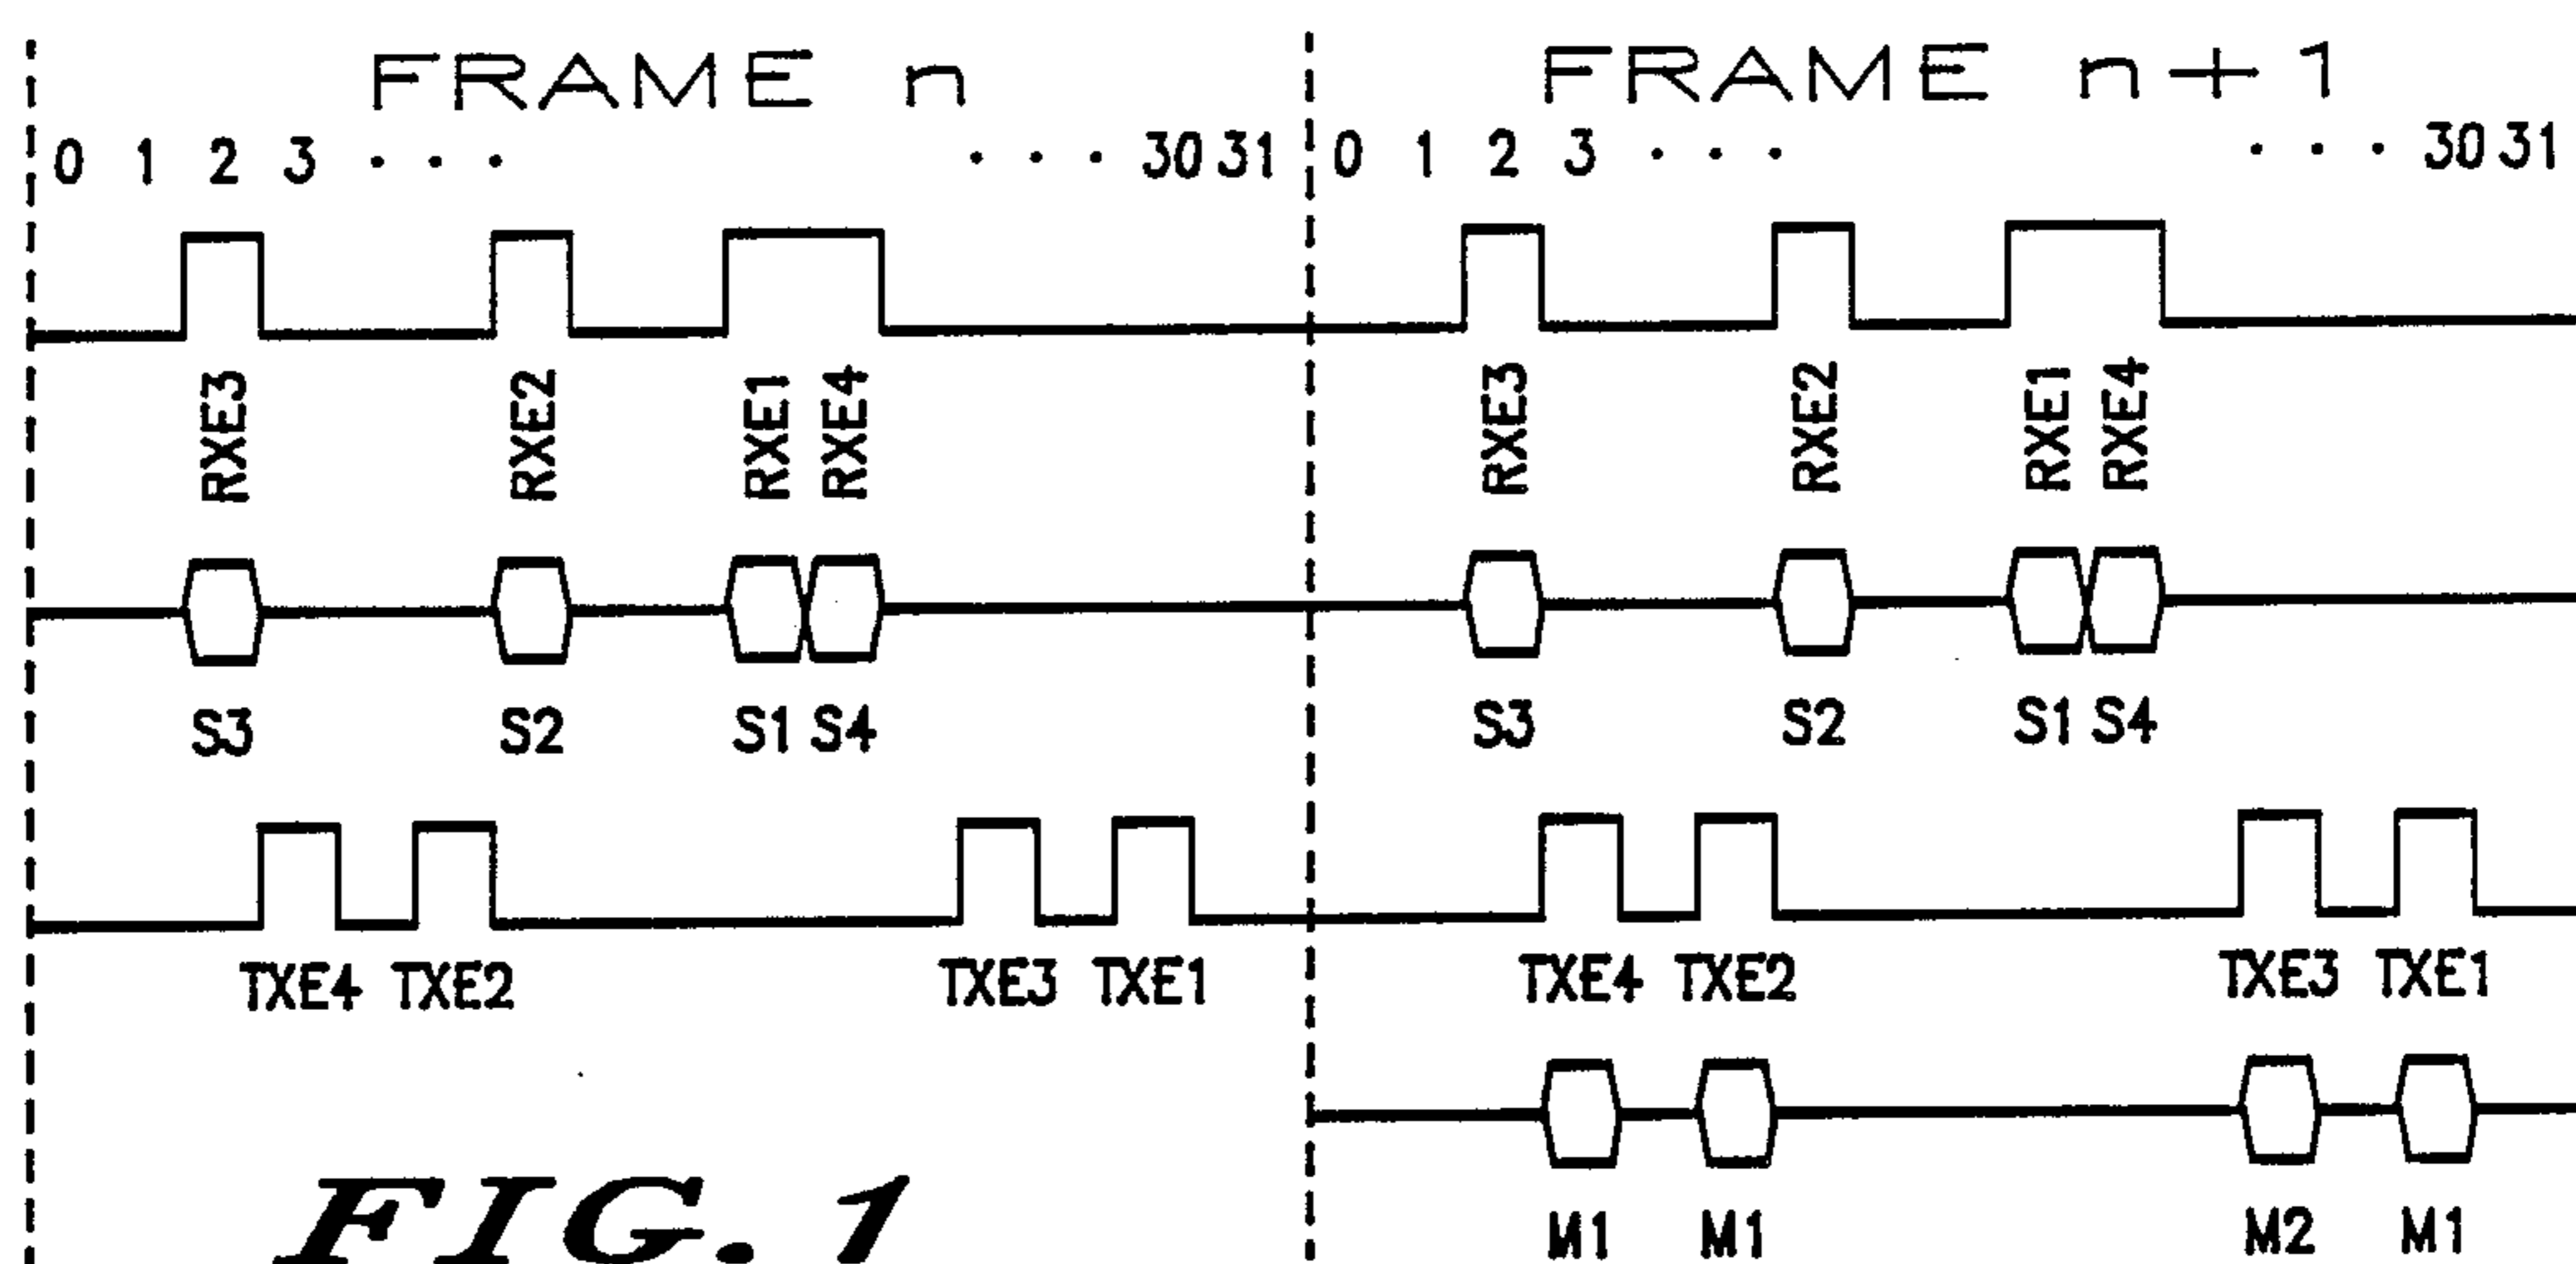 FRAME n FRAME n+1
0 1 2 3 . . . . . . 30 31 0 1 2 3 . . . . . . 30 31
RXE3 RXE2 RXE1 RXE4 RXE3 RXE2 RXE1 RXE4
S3 S2 S1 S4 S3 S2 S1 S4
TXE4 TXE2 TXE3 TXE1 TXE4 TXE2 TXE3 TXE1
M1 M1 M2 M1
FIG.1